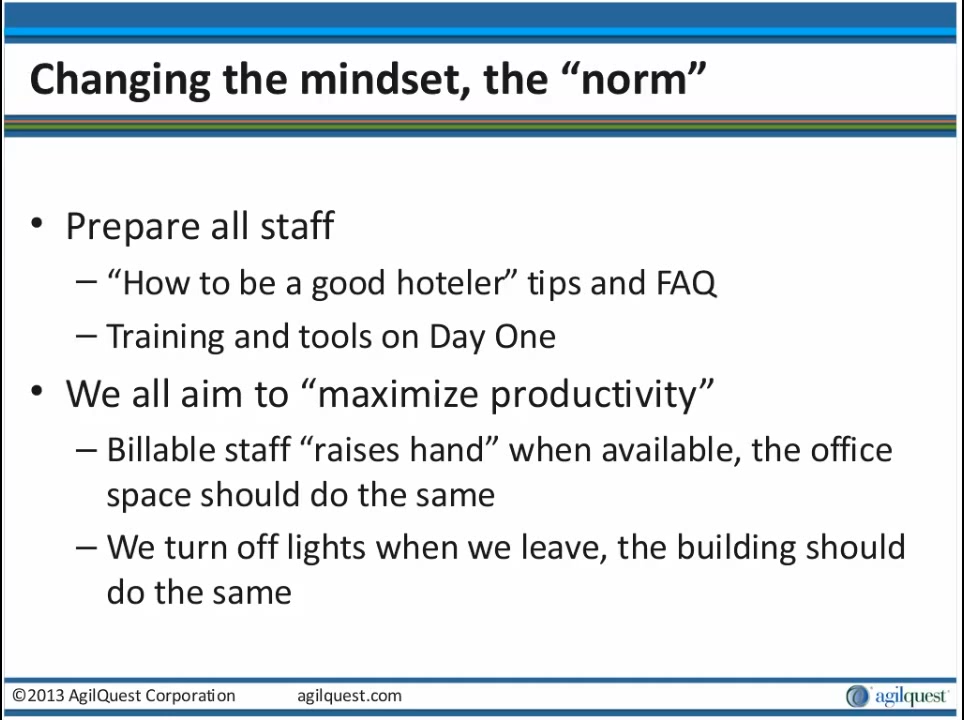 Changing the mindset, the “norm”
• Prepare all staff
– “How to be a good hoteler” tips and FAQ
– Training and tools on Day One
• We all aim to “maximize productivity”
– Billable staff “raises hand” when available, the office
space should do the same
– We turn off lights when we leave, the building should
do the same
©2013 AgilQuest Corporation agilquest.com agilquest